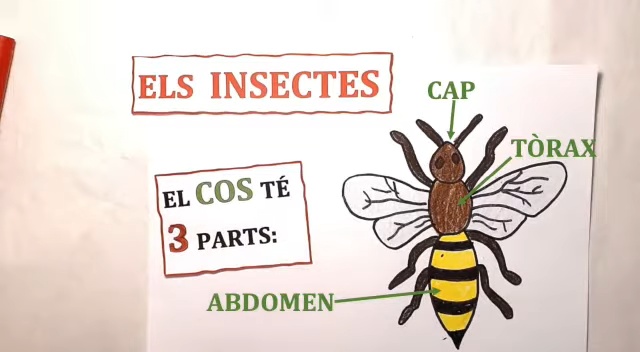 ELS INSECTES
CAP
TÒRAX
EL COS TÉ
3 PARTS:
ABDOMEN